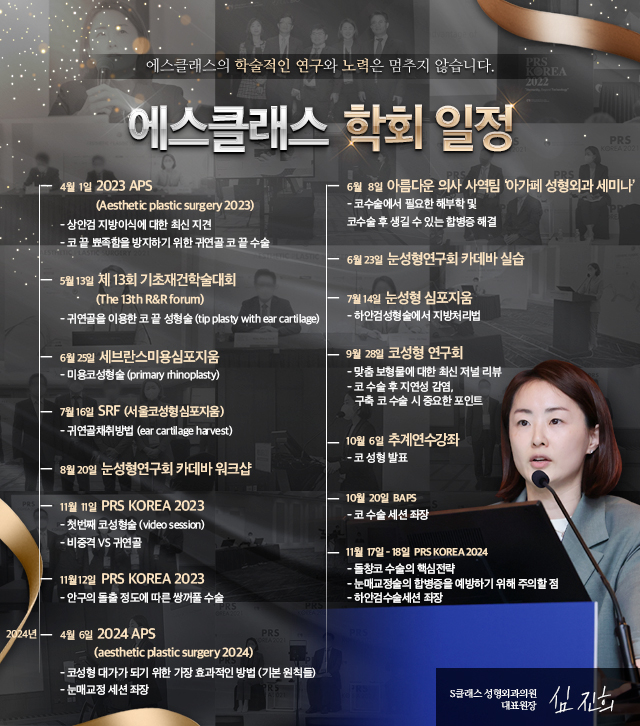 에스클래스의 학술적인 연구와 노력은 멈추지 않습니다.
PRS
KOREA
2022
에스클래스 학회 일정
4월 1일 2023 APS
(Aesthetic plastic surgery 2023)
- 상안검 지방이식에 대한 최신 지견
- 코 끝 뾰족함을 방지하기 위한 귀연골 코 끝 수술
5월 13일 제 13회 기초재건학술대회
(The 13th R&R forum)
- 귀연골을 이용한 코 끝 성형술 (tip plasty with ear cartilage)
6월 25일 세브란스미용심포지움
- 미용코성형술 (primary rhinoplasty)
7월 16일 SRF (서울코성형심포지움)
- 귀연골채취방법 (ear cartilage harvest)
8월 20일 눈성형연구회 카데바 워크샵
11월 11일 PRS KOREA 2023
- 첫번째 코성형술 (video session)
- 비중격 VS 귀연골
11월 12일 PRS KOREA 2023
- 안구의 돌출 정도에 따른 쌍꺼풀 수술
2024년
4월 6일 2024 APS
(aesthetic plastic surgery 2024)
- 코성형 대가가 되기 위한 가장 효과적인 방법 (기본 원칙들)
- 눈매교정 세션 좌장
6월 8일 아름다운 의사 사역팀 '아가페 성형외과 세미나'
- 코수술에서 필요한 해부학 및
코수술 후 생길 수 있는 합병증 해결
6월 23일 눈성형연구회 카데바 실습
7월 14일 눈성형 심포지움
- 하안검성형술에서 지방처리법
9월 28일 코성형 연구회
- 맞춤 보형물에 대한 최신 저널 리뷰
- 코 수술 후 지연성 감염,
구축 코 수술 시 중요한 포인트
10월 6일 추계연수강좌
- 코 성형 발표
10월 20일 BAPS
- 코 수술 세션 좌장
11월 17일 - 18일 PRS KOREA 2024
- 들창코 수술의 핵심전략
- 눈매교정술의 합병증을 예방하기 위해 주의할 점
- 하안검수술세션 좌장
S클래스 성형외과의원
대표원장
심진희